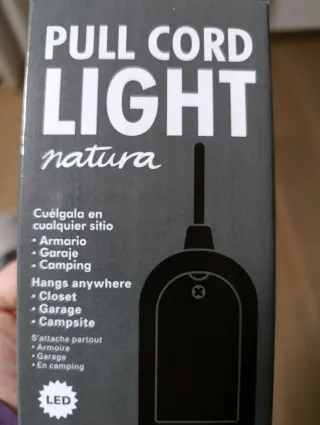 PULL CORD
LIGHT
natura
Cuélgala en
cualquier sitio
• Armario
• Garaje
• Camping
Hangs anywhere
• Closet
• Garage
• Campsite
S'attache partout
• Armoire
• Garage
• En camping
LED